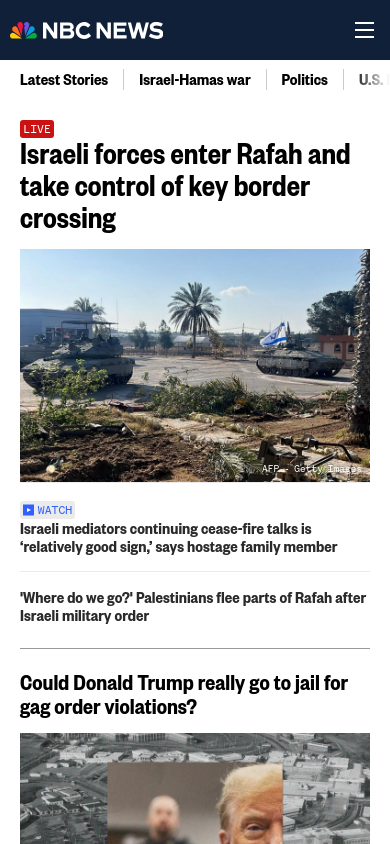 NBC NEWS
Latest Stories
Israel-Hamas war
Politics
U.S.
LIVE
Israeli forces enter Rafah and
take control of key border
crossing
AFP - Getty Images
WATCH
Israeli mediators continuing cease-fire talks is
‘relatively good sign,’ says hostage family member
'Where do we go?' Palestinians flee parts of Rafah after
Israeli military order
Could Donald Trump really go to jail for
gag order violations?